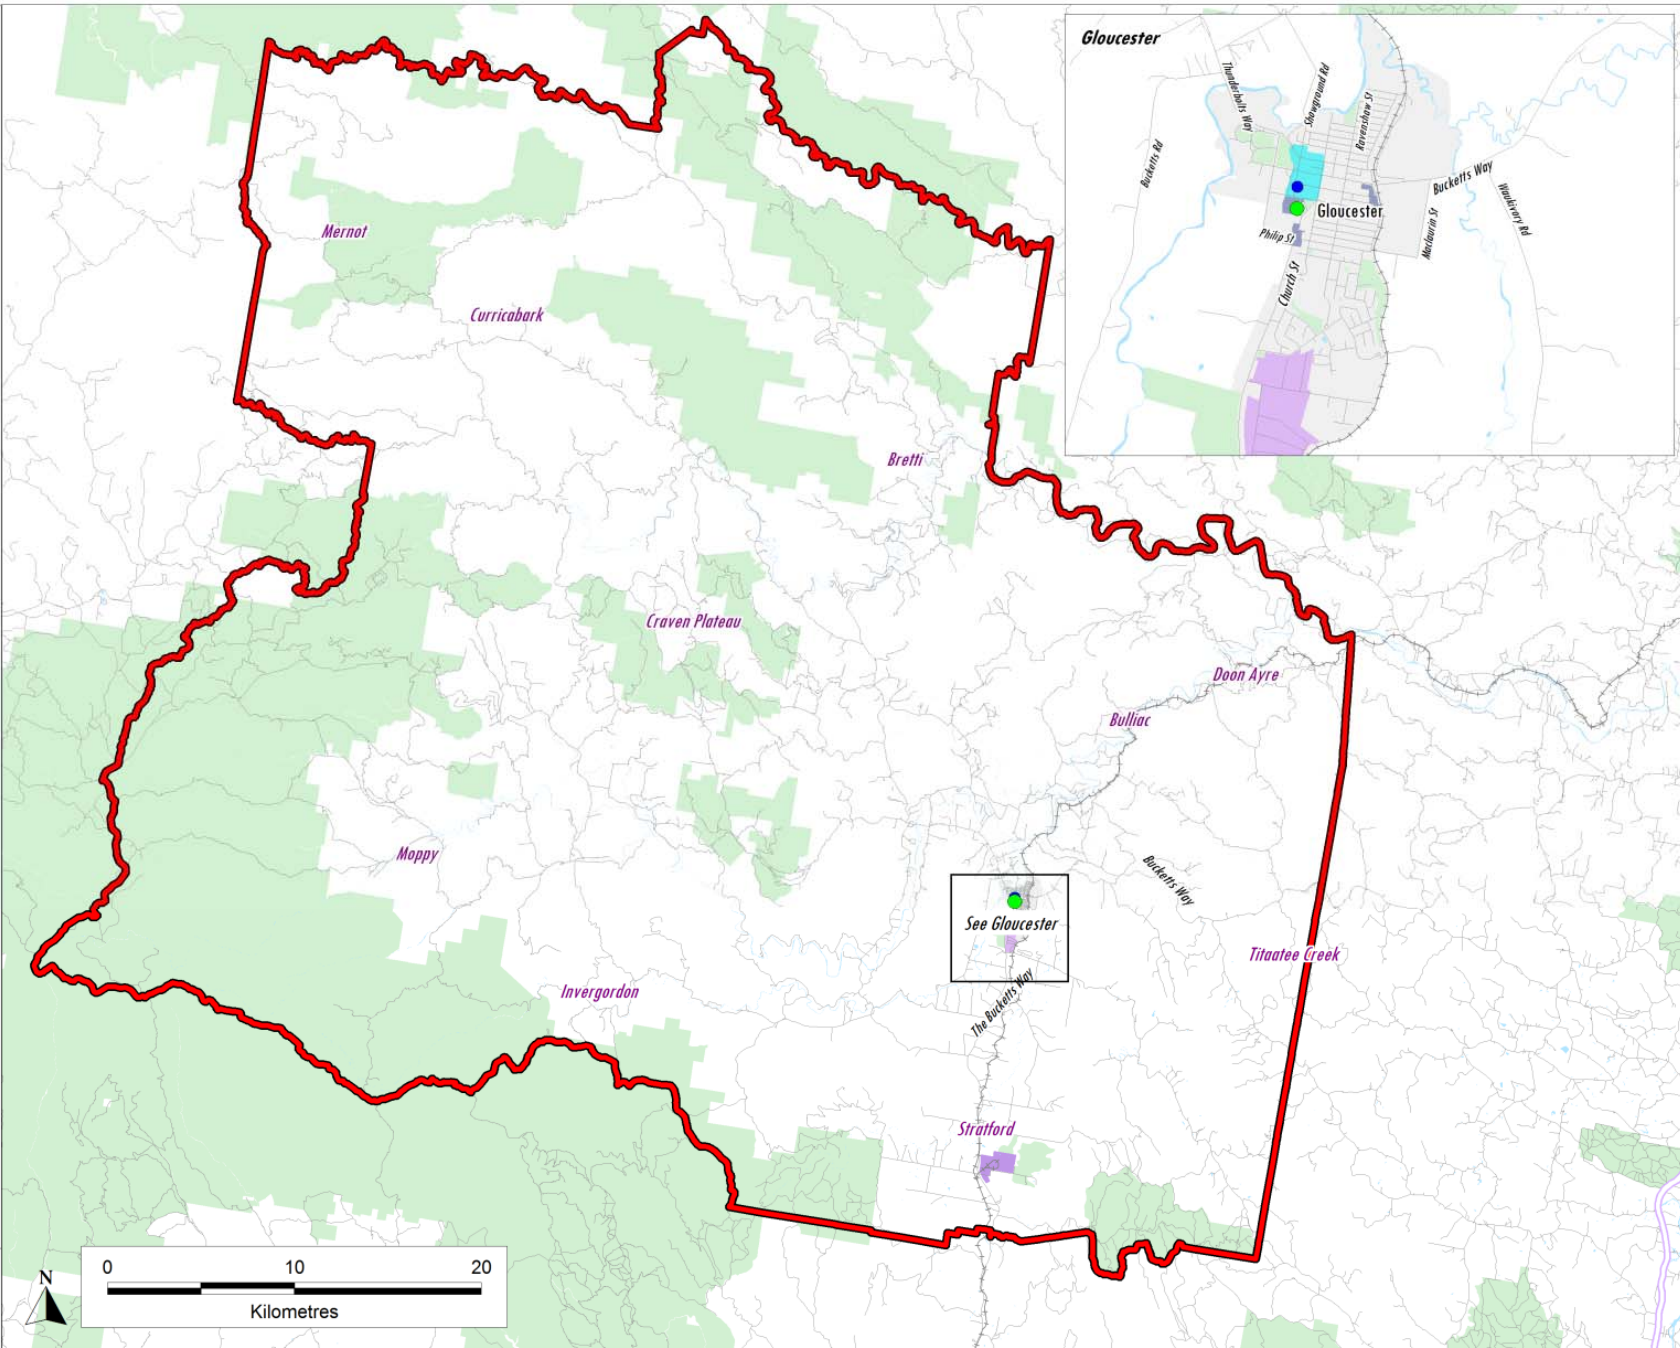 Gloucester
Thunderbolts Way
Showground Rd
Ravenshaw St
Bucketts Rd
Bucketts Way
Waukivory Rd
Gloucester
Maclaurin St
Philip St
Church St
Mernot
Curricabark
Bretti
Craven Plateau
Doon Ayre
Bulliac
Moppy
Bucketts Way
See Gloucester
Titaatee Creek
Invergordon
The Bucketts Way
Stratford
N
0 10 20
Kilometres